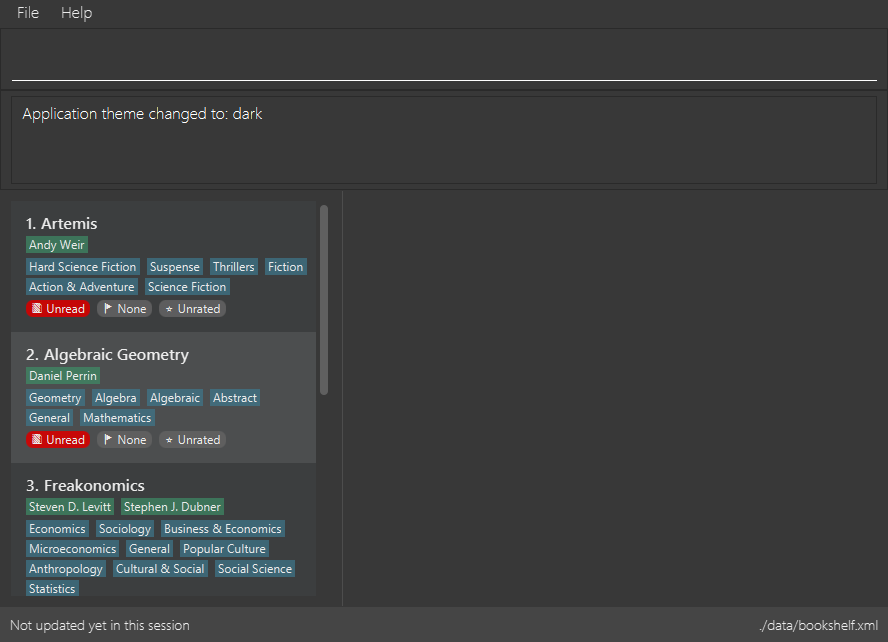 File Help
Application theme changed to: dark
1. Artemis
Andy Weir
Hard Science Fiction Suspense Thrillers Fiction
Action & Adventure Science Fiction
Unread None Unrated
2. Algebraic Geometry
Daniel Perrin
Geometry Algebra Algebraic Abstract
General Mathematics
Unread None Unrated
3. Freakonomics
Steven D. Levitt Stephen J. Dubner
Economics Sociology Business & Economics
Microeconomics General Popular Culture
Anthropology Cultural & Social Social Science
Statistics
Not updated yet in this session ./data/bookshelf.xml